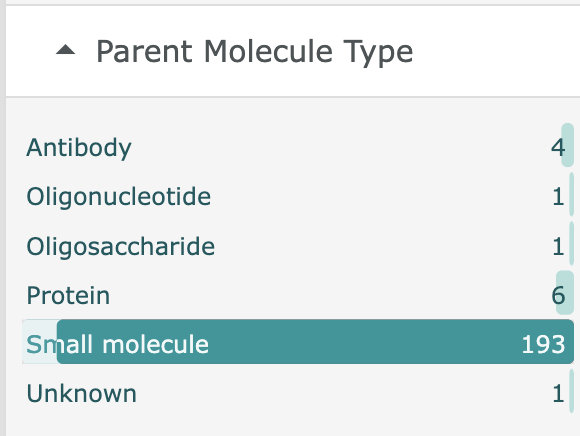 Parent Molecule Type
Antibody 4
Oligonucleotide 1
Oligosaccharide 1
Protein 6
Small molecule 193
Unknown 1